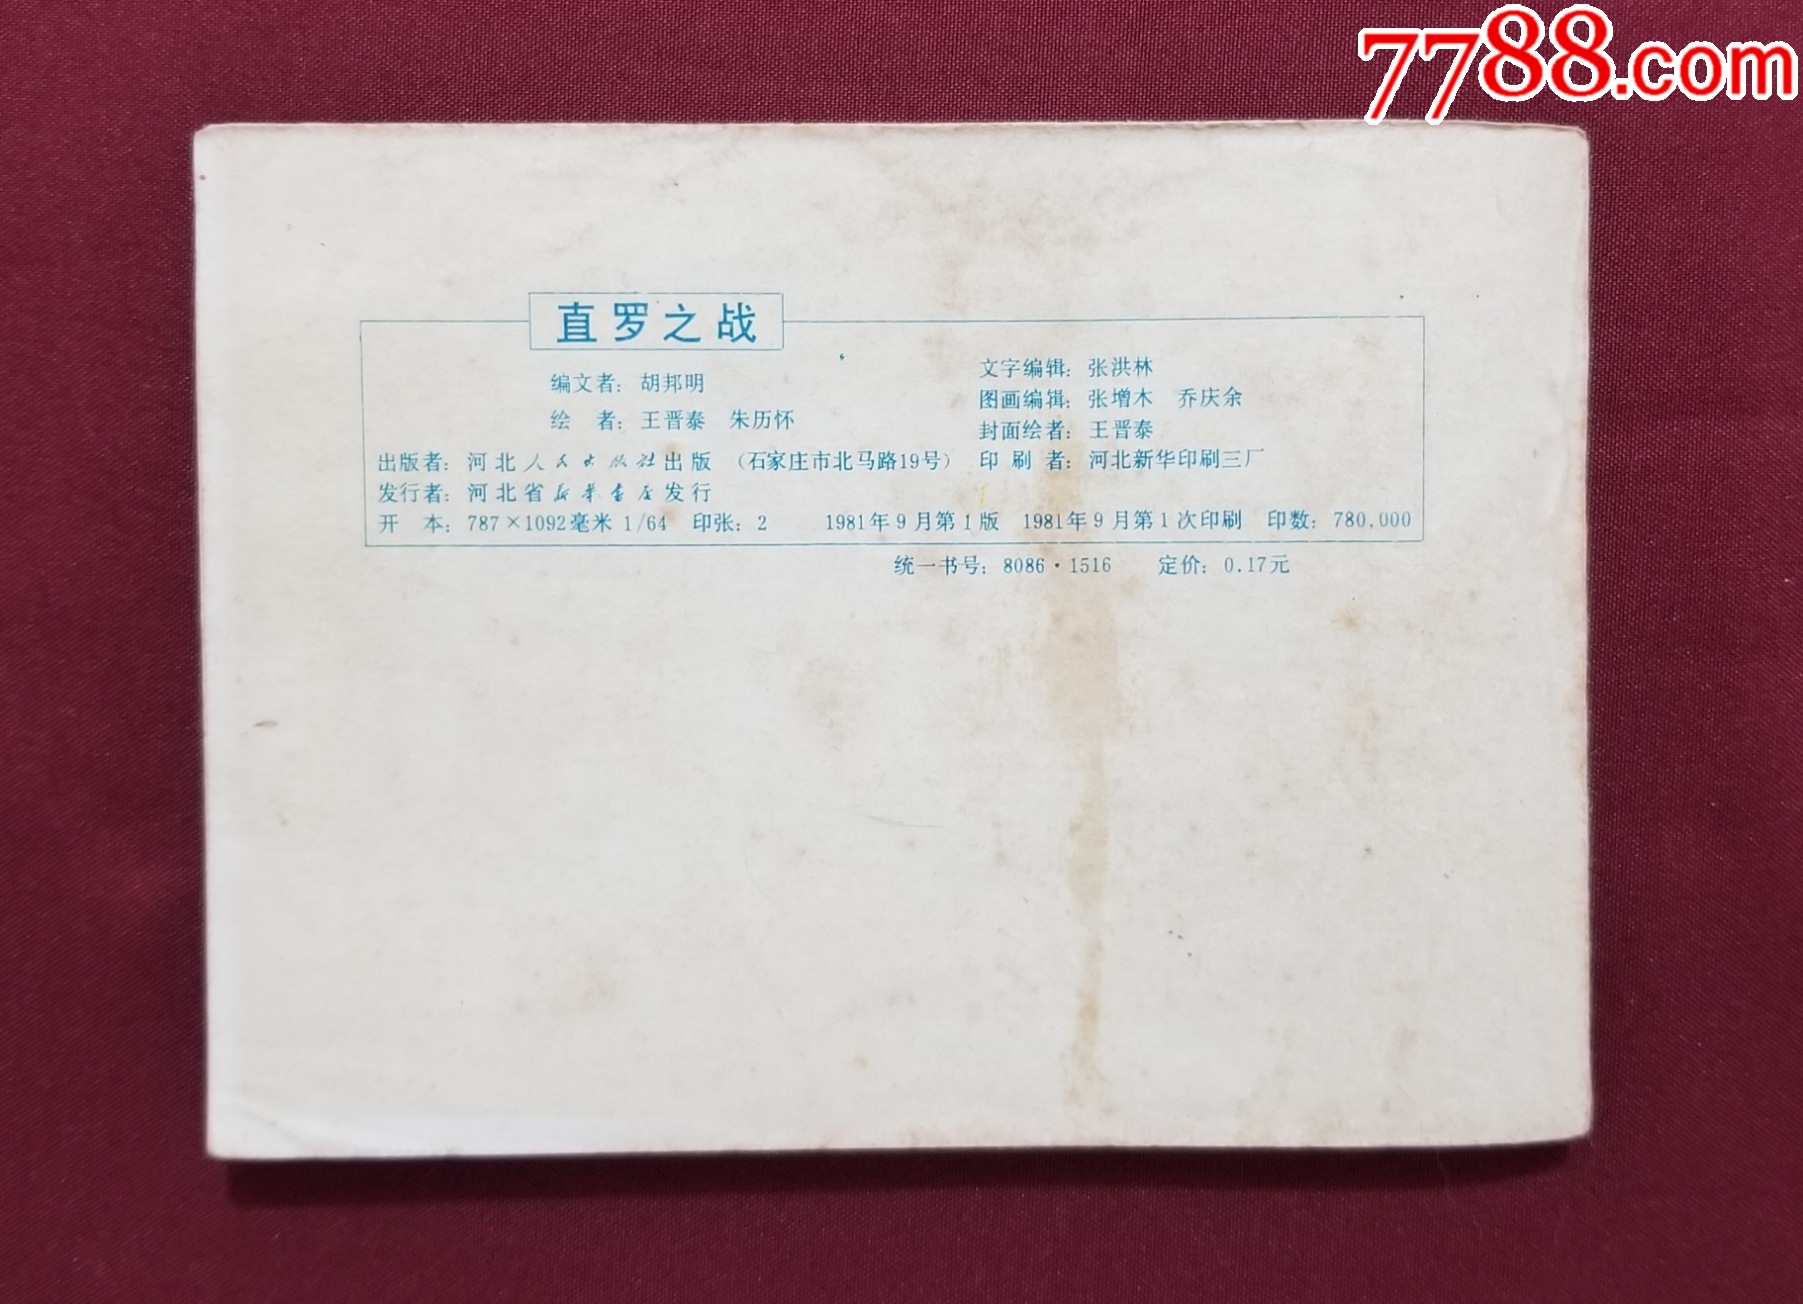 7788.com
直罗之战
编文者：胡邦明
绘　者：王晋泰　朱历怀
文字编辑：张洪林
图画编辑：张增木　乔庆余
封面绘者：王晋泰
出版者：河北人民出版社出版　（石家庄市北马路19号）　印刷者：河北新华印刷三厂
发行者：河北省新华书店发行
开　本：787×1092毫米 1/64　印张：2　1981年9月第1版　1981年9月第1次印刷　印数：780,000
统一书号：8086·1516　定价：0.17元